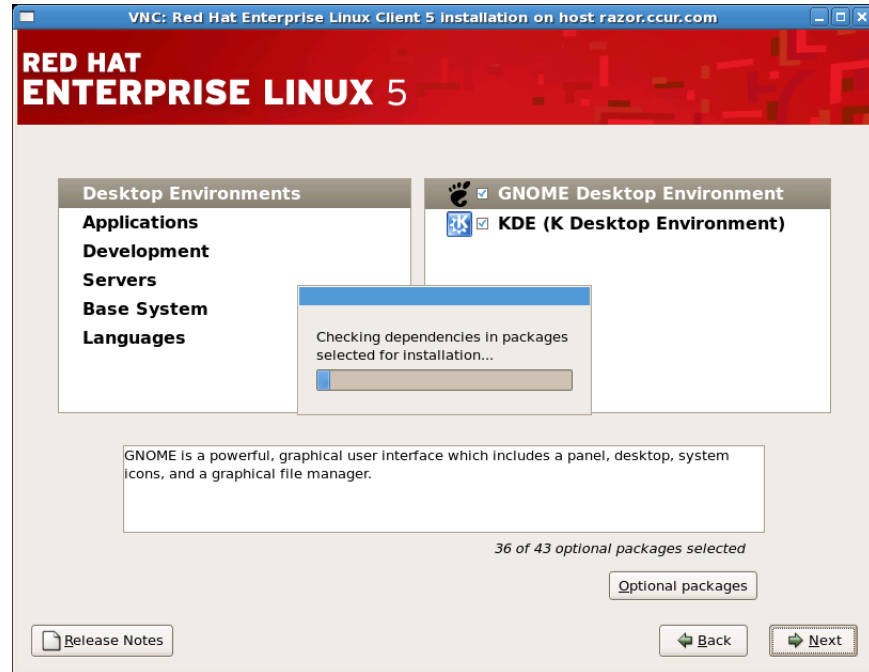 VNC: Red Hat Enterprise Linux Client 5 installation on host razor.ccur.com
RED HAT
ENTERPRISE LINUX 5
Desktop Environments
Applications
Development
Servers
Base System
Languages
GNOME Desktop Environment
KDE (K Desktop Environment)
Checking dependencies in packages
selected for installation...
GNOME is a powerful, graphical user interface which includes a panel, desktop, system
icons, and a graphical file manager.
36 of 43 optional packages selected
Optional packages
Release Notes
Back
Next